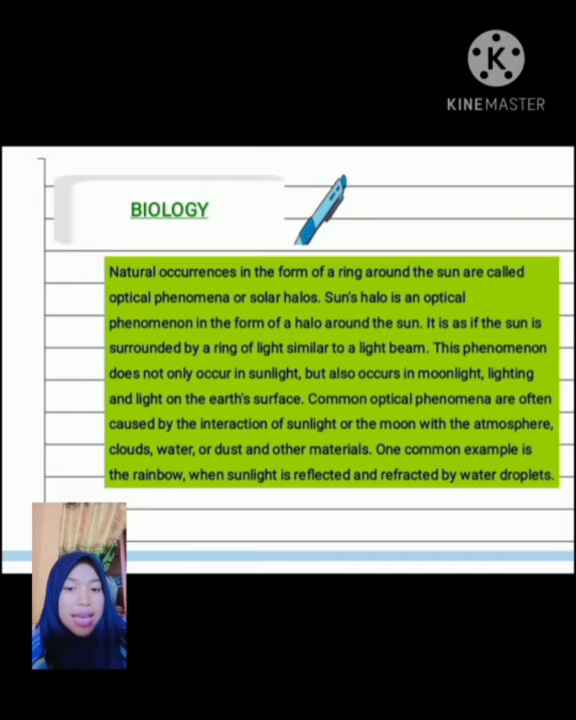 K
KINEMASTER
BIOLOGY
Natural occurrences in the form of a ring around the sun are called
optical phenomena or solar halos. Sun's halo is an optical
phenomenon in the form of a halo around the sun. It is as if the sun is
surrounded by a ring of light similar to a light beam. This phenomenon
does not only occur in sunlight, but also occurs in moonlight, lighting
and light on the earth's surface. Common optical phenomena are often
caused by the interaction of sunlight or the moon with the atmosphere,
clouds, water, or dust and other materials. One common example is
the rainbow, when sunlight is reflected and refracted by water droplets.